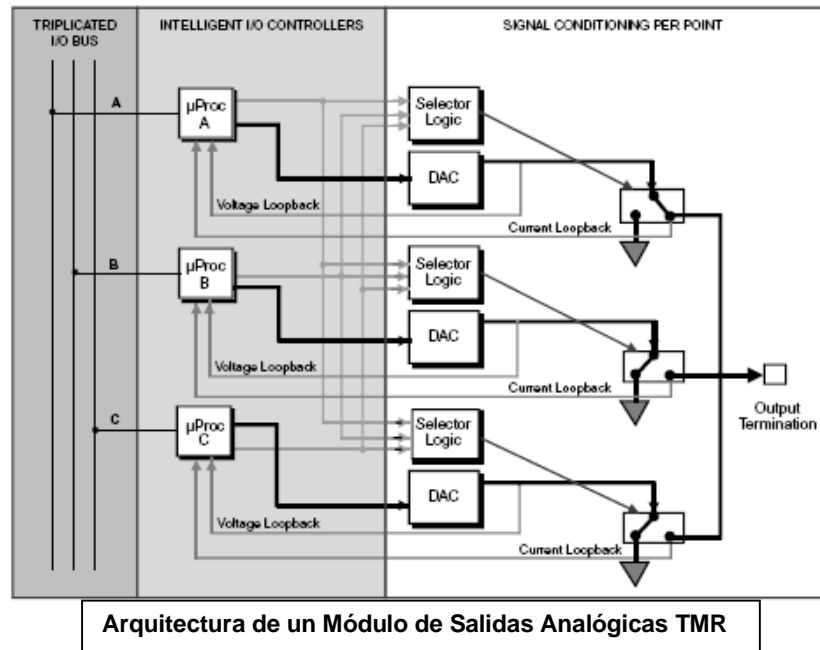 TRIPLICATED
I/O BUS
INTELLIGENT I/O CONTROLLERS
SIGNAL CONDITIONING PER POINT
A
µProc
A
Selector
Logic
DAC
Voltage Loopback
Current Loopback
B
µProc
B
Selector
Logic
DAC
Voltage Loopback
Current Loopback
Output
Termination
C
µProc
C
Selector
Logic
DAC
Voltage Loopback
Current Loopback
Arquitectura de un Módulo de Salidas Analógicas TMR